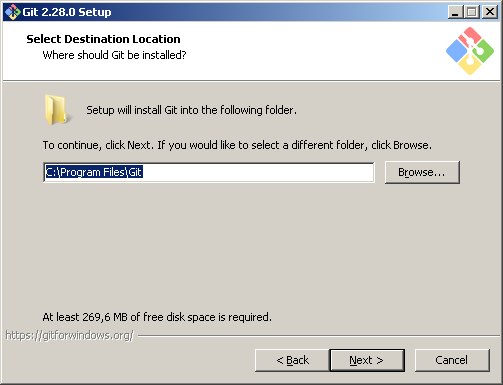 Git 2.28.0 Setup
Select Destination Location
Where should Git be installed?
Setup will install Git into the following folder.
To continue, click Next. If you would like to select a different folder, click Browse.
C:\Program Files\Git
Browse...
At least 269,6 MB of free disk space is required.
https://gitforwindows.org/
< Back
Next >
Cancel